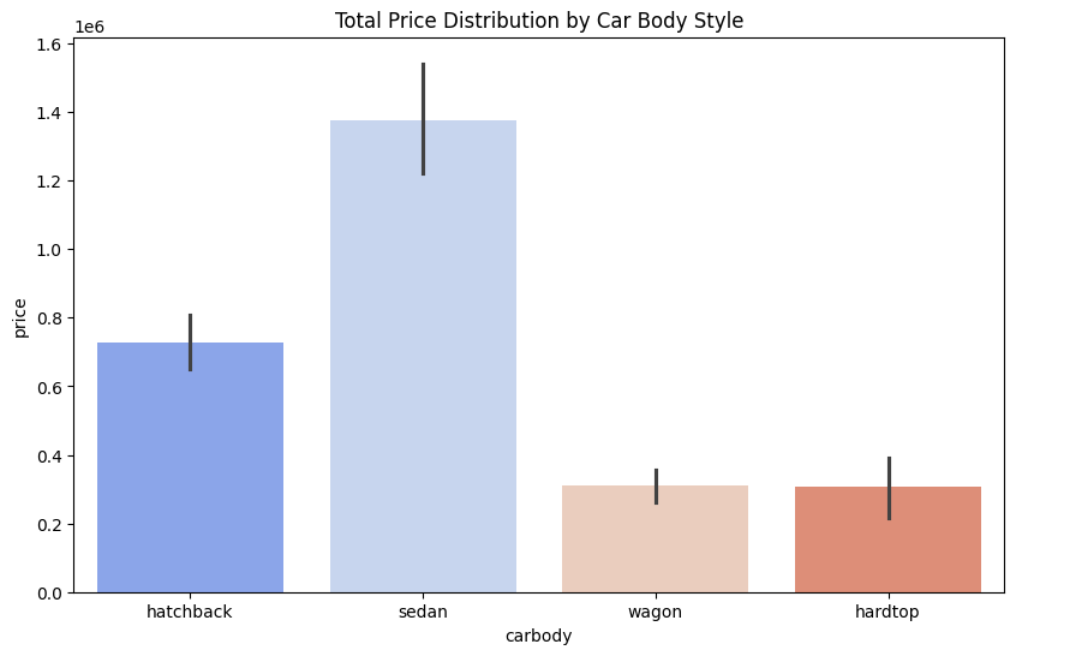 Total Price Distribution by Car Body Style
1e6
1.6
1.4
1.2
1.0
0.8
0.6
0.4
0.2
0.0
price
hatchback sedan wagon hardtop
carbody